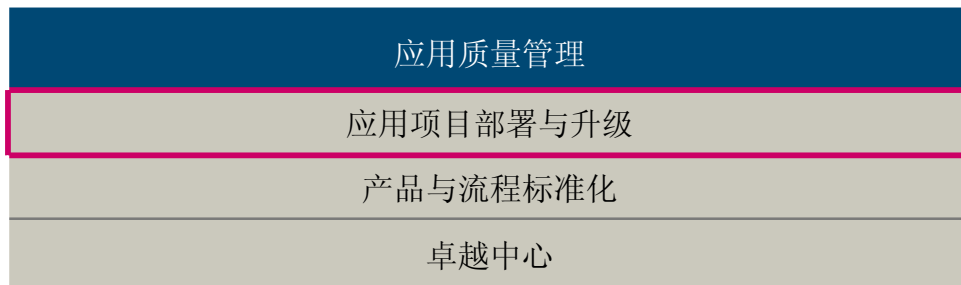 应用质量管理
应用项目部署与升级
产品与流程标准化
卓越中心